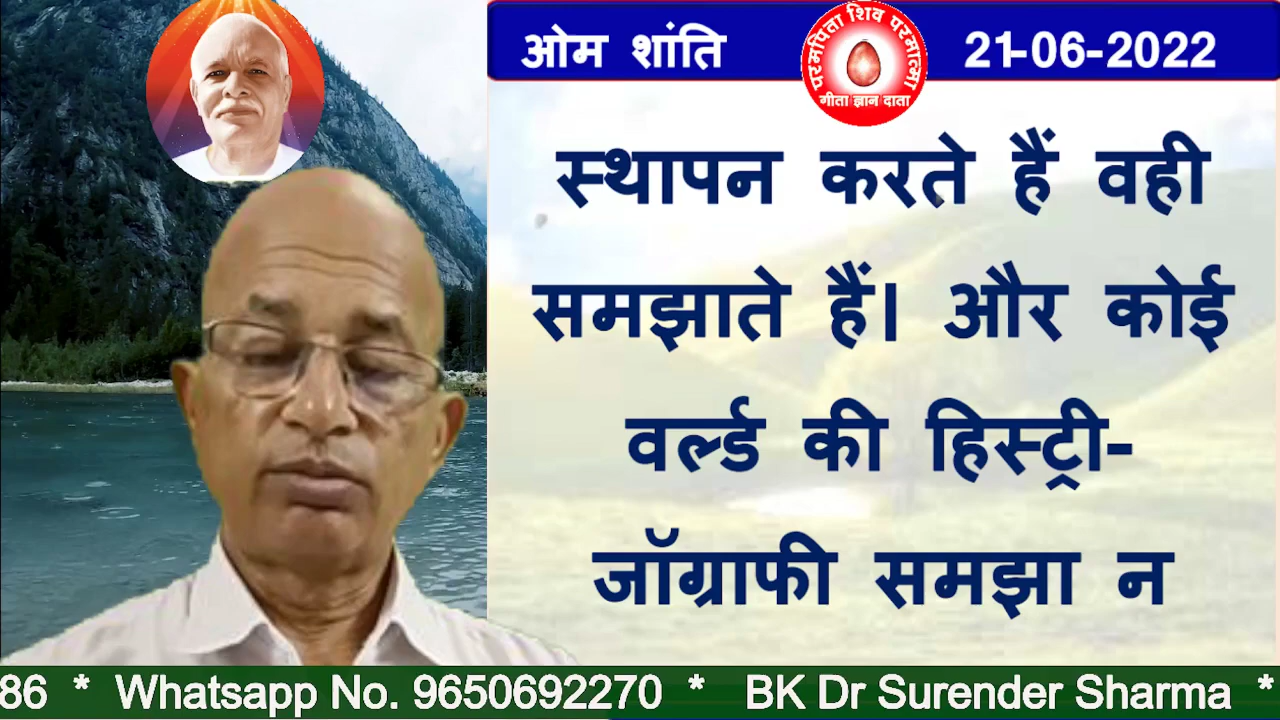 ओम शांति
परमपिता शिव परमात्मा
गीता ज्ञान दाता
21-06-2022
स्थापन करते हैं वही
समझाते हैं। और कोई
वर्ल्ड की हिस्ट्री-
जॉग्राफी समझा न
86 * Whatsapp No. 9650692270 * BK Dr Surender Sharma *